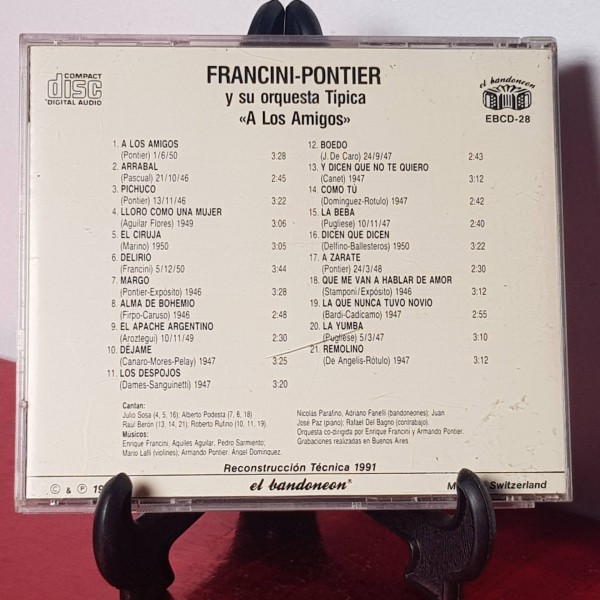 COMPACT
disc
DIGITAL AUDIO
FRANCINI-PONTIER
y su orquesta Típica
«A Los Amigos»
el bandoneon
EBCD-28
1. A LOS AMIGOS
(Pontier) 1/6/50 3:28
2. ARRABAL
(Pascual) 21/10/46 2:45
3. PICHUCO
(Pontier) 13/11/46 3:22
4. LLORO COMO UNA MUJER
(Aguilar Flores) 1949 3:06
5. EL CIRUJA
(Marino) 1950 3:05
6. DELIRIO
(Francini) 5/12/50 3:44
7. MARGO
(Pontier-Expósito) 1946 3:28
8. ALMA DE BOHEMIO
(Firpo-Caruso) 1946 2:48
9. EL APACHE ARGENTINO
(Aroztegui) 10/11/49 2:30
10. DEJAME
(Canaro-Mores-Pelay) 1947 3:25
11. LOS DESPOJOS
(Dames-Sanguinetti) 1947 3:20
12. BOEDO
(J. De Caro) 24/9/47 2:43
13. Y DICEN QUE NO TE QUIERO
(Canet) 1947 3:12
14. COMO TÚ
(Dominguez-Rotulo) 1947 2:42
15. LA BEBA
(Pugliese) 10/11/47 2:40
16. DICEN QUE DICEN
(Delfino-Ballesteros) 1950 3:22
17. A ZARATE
(Pontier) 24/3/48 2:30
18. QUE ME VAN A HABLAR DE AMOR
(Stamponi/Expósito) 1946 3:12
19. LA QUE NUNCA TUVO NOVIO
(Bardi-Cadicamo) 1947 2:55
20. LA YUMBA
(Pugliese) 5/3/47 3:10
21. REMOLINO
(De Angelis-Rótulo) 1947 3:12
Cantan:
Julio Sosa (4, 5, 16); Alberto Podesta (7, 8, 18)
Raul Berón (13, 14, 21); Roberto Rufino (10, 11, 19).
Músicos:
Enrique Francini, Aquiles Aguilar, Pedro Sarmiento;
Mario Lalli (violines); Armando Pontier. Angel Dominguez.
Nicolás Parafino, Adriano Fanelli (bandoneones); Juan
José Paz (piano); Rafael Del Bagno (contrabajo).
Orquesta co-dirigida por Enrique Francini y Armando Pontier.
Grabaciones realizadas en Buenos Aires.
Reconstrucción Técnica 1991
© & ℗ 19
el bandoneon®
Switzerland